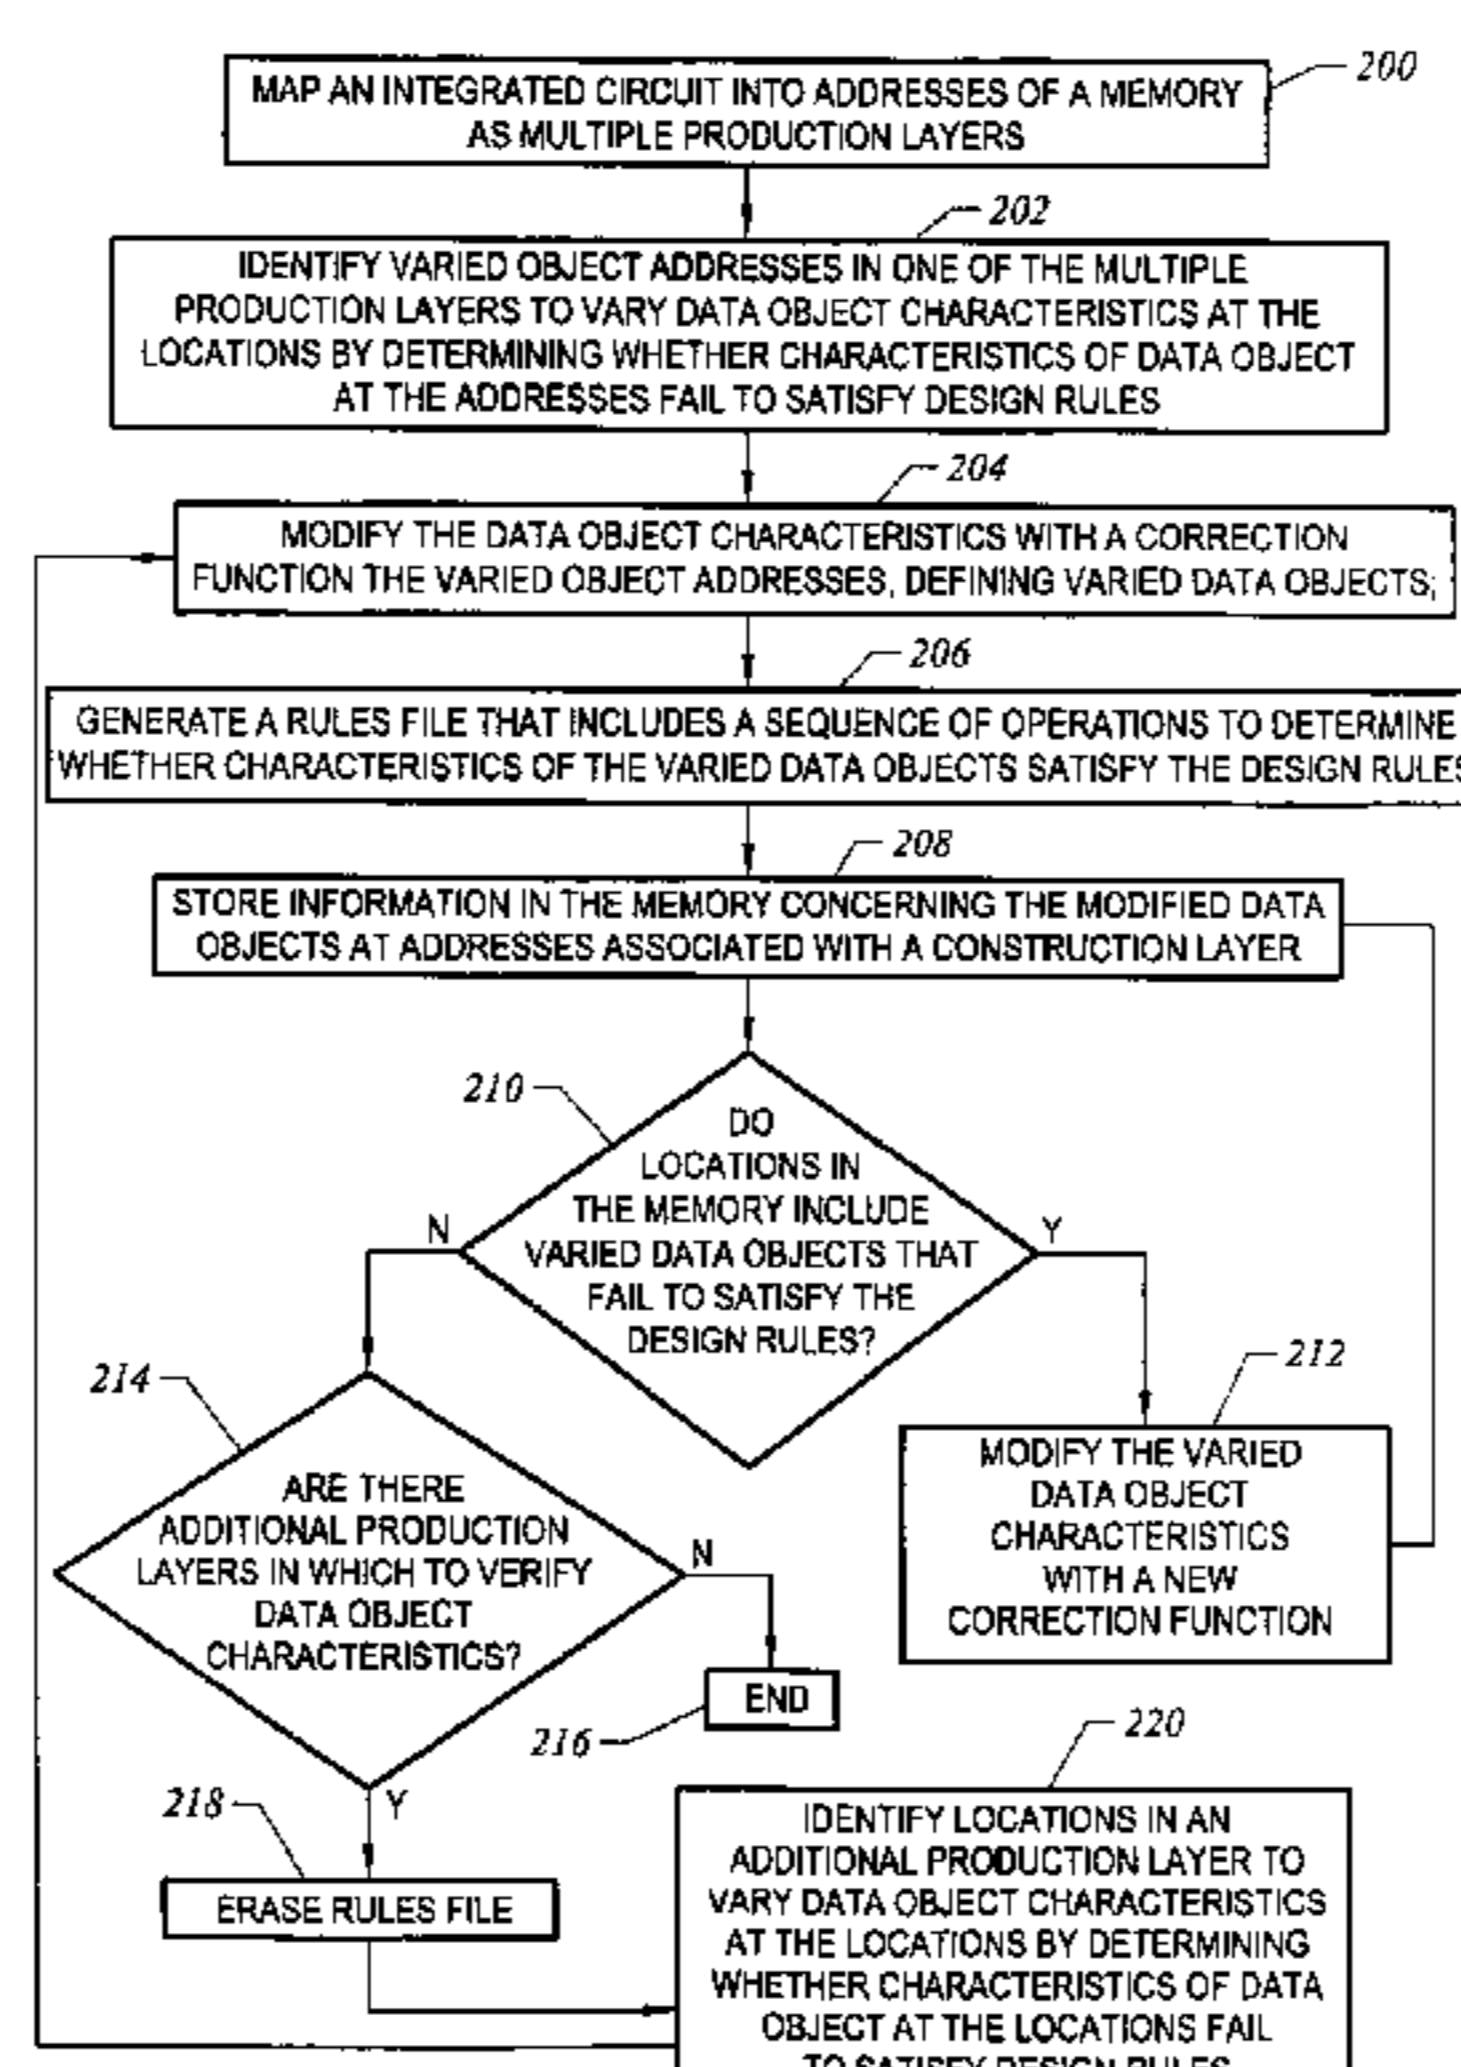 200
MAP AN INTEGRATED CIRCUIT INTO ADDRESSES OF A MEMORY
AS MULTIPLE PRODUCTION LAYERS
202
IDENTIFY VARIED OBJECT ADDRESSES IN ONE OF THE MULTIPLE
PRODUCTION LAYERS TO VARY DATA OBJECT CHARACTERISTICS AT THE
LOCATIONS BY DETERMINING WHETHER CHARACTERISTICS OF DATA OBJECT
AT THE ADDRESSES FAIL TO SATISFY DESIGN RULES
204
MODIFY THE DATA OBJECT CHARACTERISTICS WITH A CORRECTION
FUNCTION THE VARIED OBJECT ADDRESSES, DEFINING VARIED DATA OBJECTS;
206
GENERATE A RULES FILE THAT INCLUDES A SEQUENCE OF OPERATIONS TO DETERMINE
WHETHER CHARACTERISTICS OF THE VARIED DATA OBJECTS SATISFY THE DESIGN RULES
208
STORE INFORMATION IN THE MEMORY CONCERNING THE MODIFIED DATA
OBJECTS AT ADDRESSES ASSOCIATED WITH A CONSTRUCTION LAYER
210
DO
LOCATIONS IN
THE MEMORY INCLUDE
VARIED DATA OBJECTS THAT
FAIL TO SATISFY THE
DESIGN RULES?
N
Y
212
MODIFY THE VARIED
DATA OBJECT
CHARACTERISTICS
WITH A NEW
CORRECTION FUNCTION
214
ARE THERE
ADDITIONAL PRODUCTION
LAYERS IN WHICH TO VERIFY
DATA OBJECT
CHARACTERISTICS?
N
END
216
Y
218
ERASE RULES FILE
220
IDENTIFY LOCATIONS IN AN
ADDITIONAL PRODUCTION LAYER TO
VARY DATA OBJECT CHARACTERISTICS
AT THE LOCATIONS BY DETERMINING
WHETHER CHARACTERISTICS OF DATA
OBJECT AT THE LOCATIONS FAIL
TO SATISFY DESIGN RULES